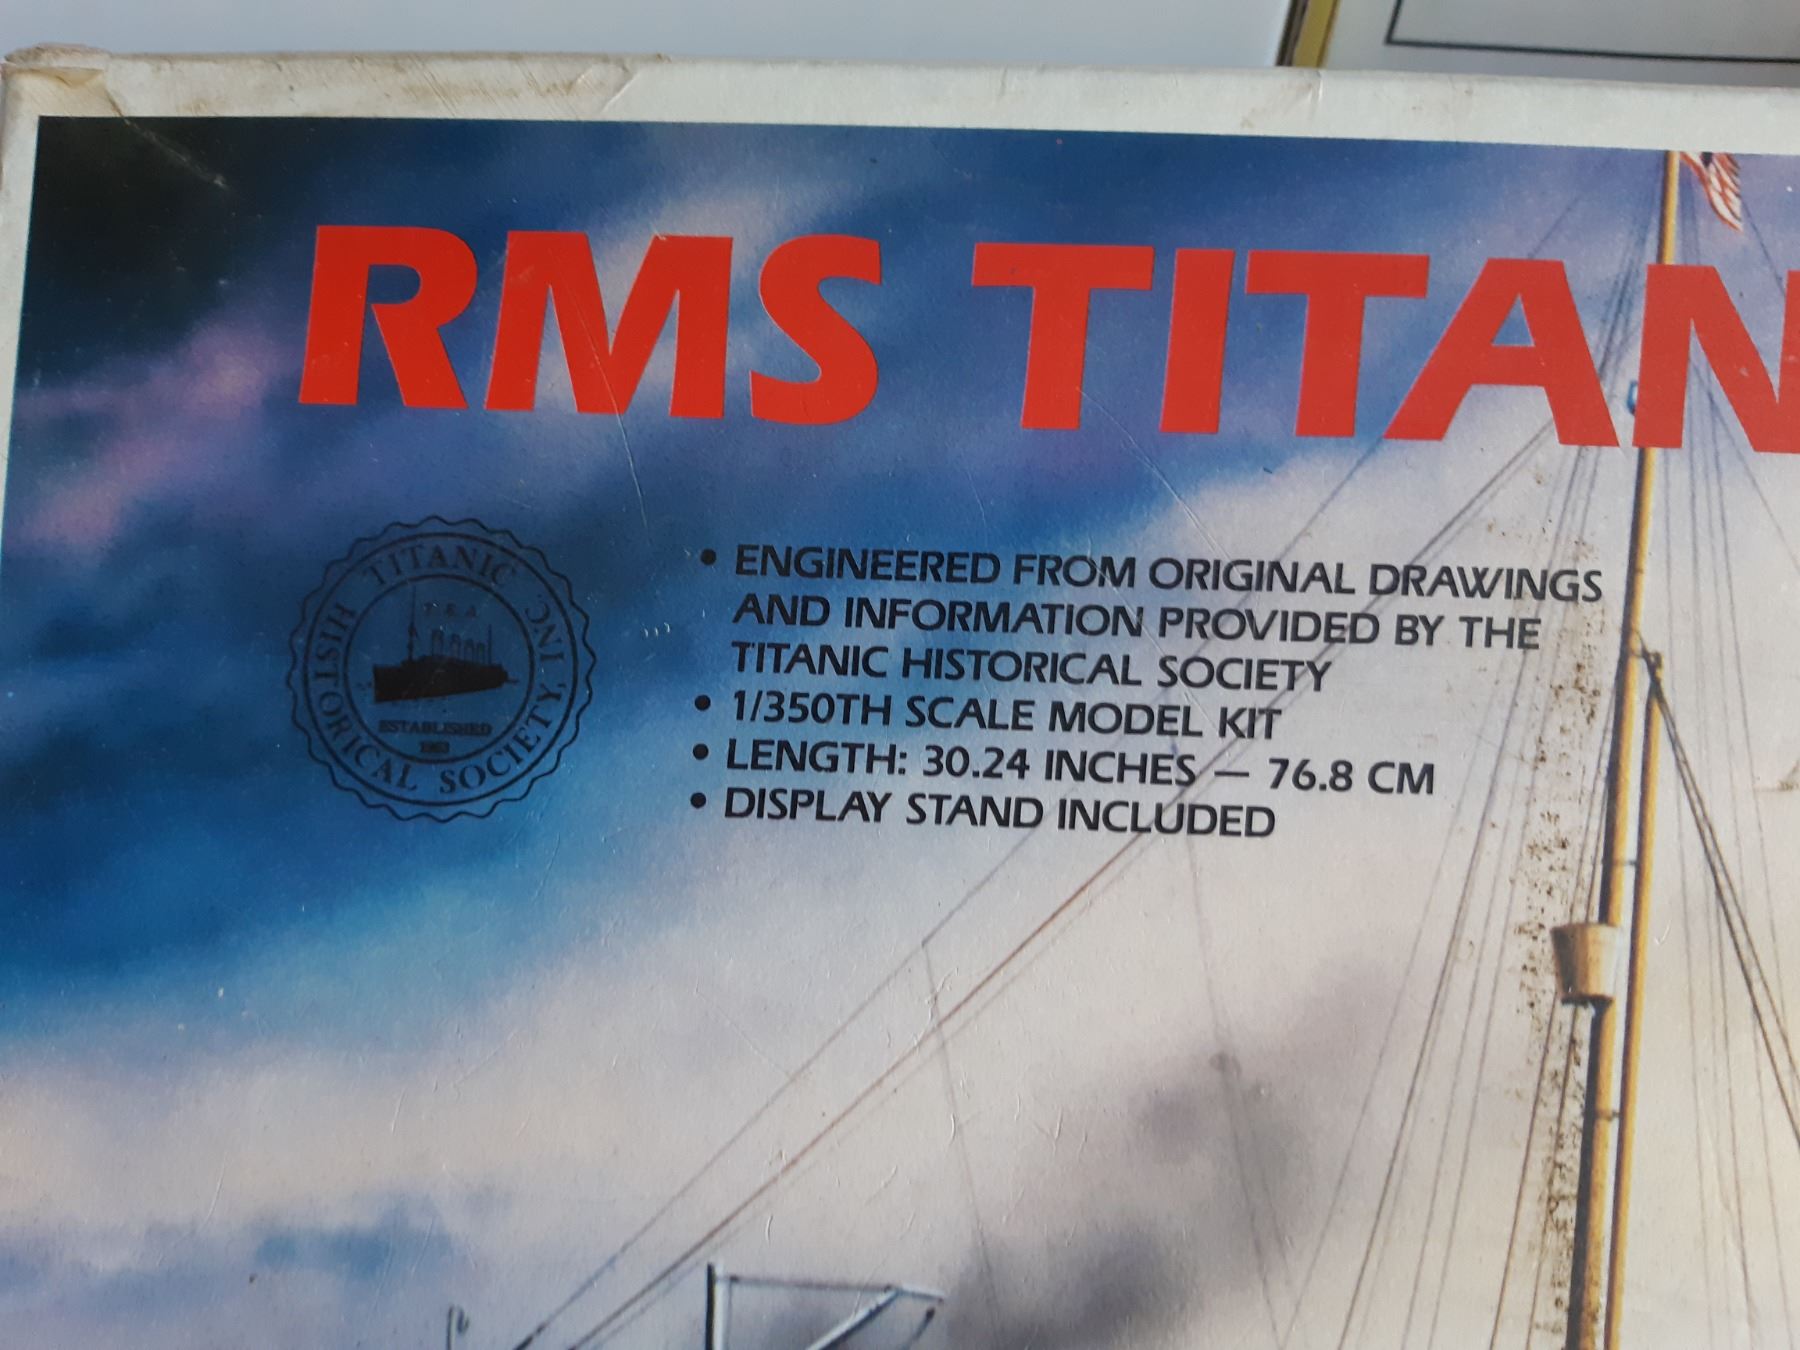 RMS TITAN
• ENGINEERED FROM ORIGINAL DRAWINGS
AND INFORMATION PROVIDED BY THE
TITANIC HISTORICAL SOCIETY
• 1/350TH SCALE MODEL KIT
• LENGTH: 30.24 INCHES — 76.8 CM
• DISPLAY STAND INCLUDED
TITANIC
HISTORICAL SOCIETY, INC.
ESTABLISHED